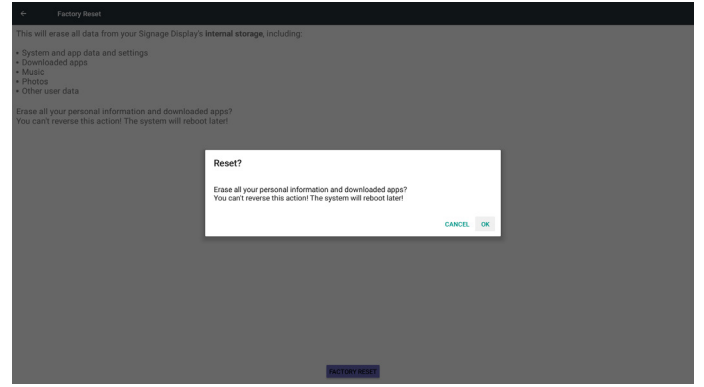 ← Factory Reset
This will erase all data from your Signage Display's internal storage, including:
• System and app data and settings
• Downloaded apps
• Music
• Photos
• Other user data
Erase all your personal information and downloaded apps?
You can't reverse this action! The system will reboot later!
Reset?
Erase all your personal information and downloaded apps?
You can't reverse this action! The system will reboot later!
CANCEL OK
FACTORY RESET